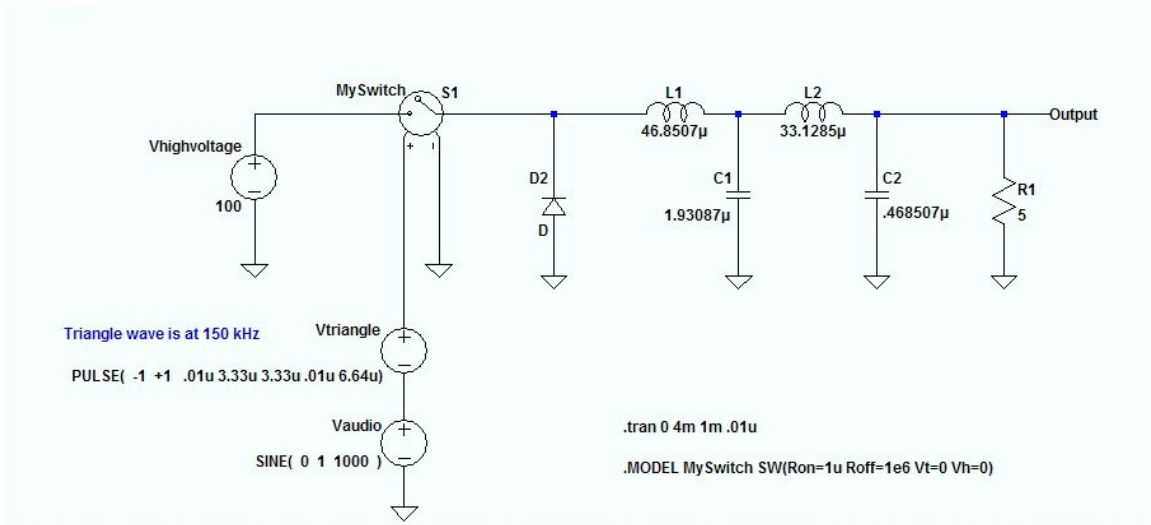 MySwitch
S1
L1
L2
46.8507µ
33.1285µ
Output
Vhighvoltage
+
−
100
+ −
D2
D
C1
1.93087µ
C2
.468507µ
R1
5
Triangle wave is at 150 kHz
Vtriangle
+
−
PULSE( -1 +1 .01u 3.33u 3.33u .01u 6.64u)
Vaudio
+
−
SINE( 0 1 1000 )
.tran 0 4m 1m .01u
.MODEL MySwitch SW(Ron=1u Roff=1e6 Vt=0 Vh=0)